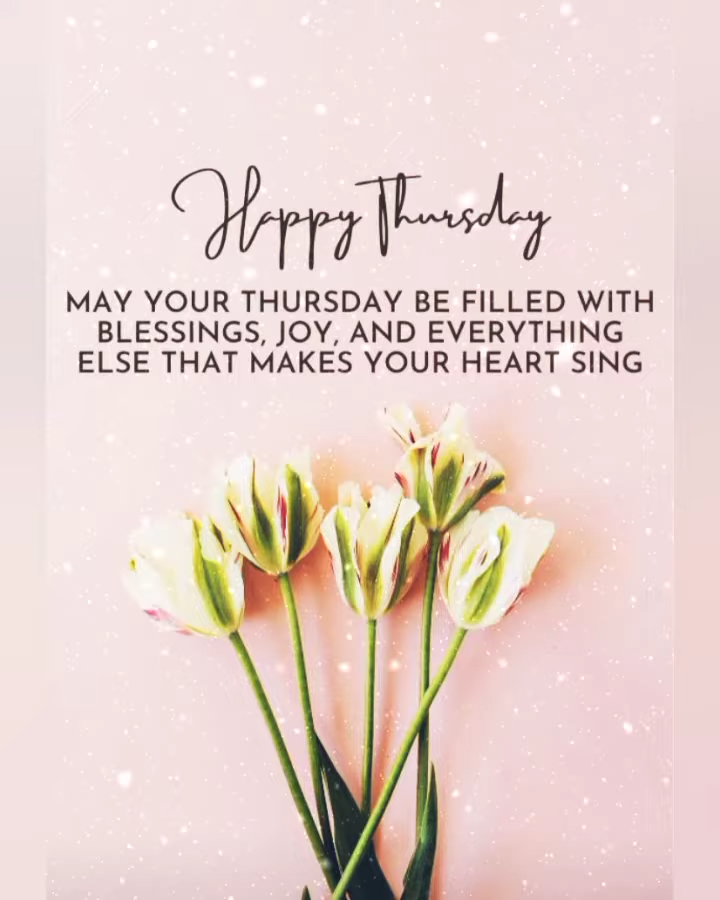 Happy Thursday
MAY YOUR THURSDAY BE FILLED WITH
BLESSINGS, JOY, AND EVERYTHING
ELSE THAT MAKES YOUR HEART SING